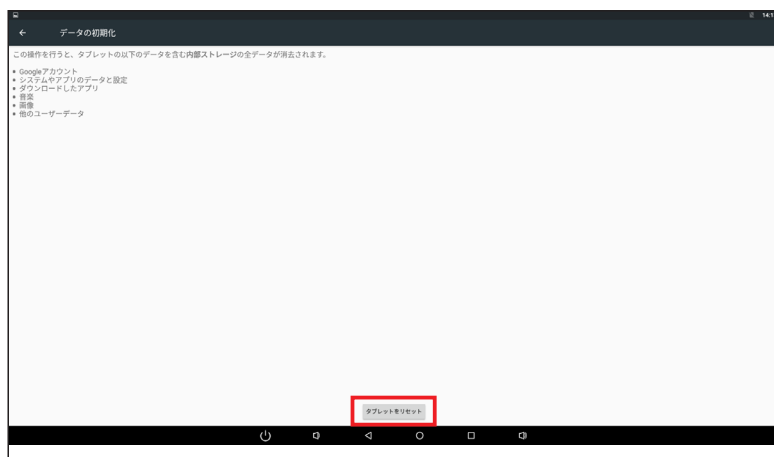 データの初期化
この操作を行うと、タブレットの以下のデータを含む内部ストレージの全データが消去されます。
• Googleアカウント
• システムやアプリのデータと設定
• ダウンロードしたアプリ
• 音楽
• 画像
• 他のユーザーデータ
タブレットをリセット